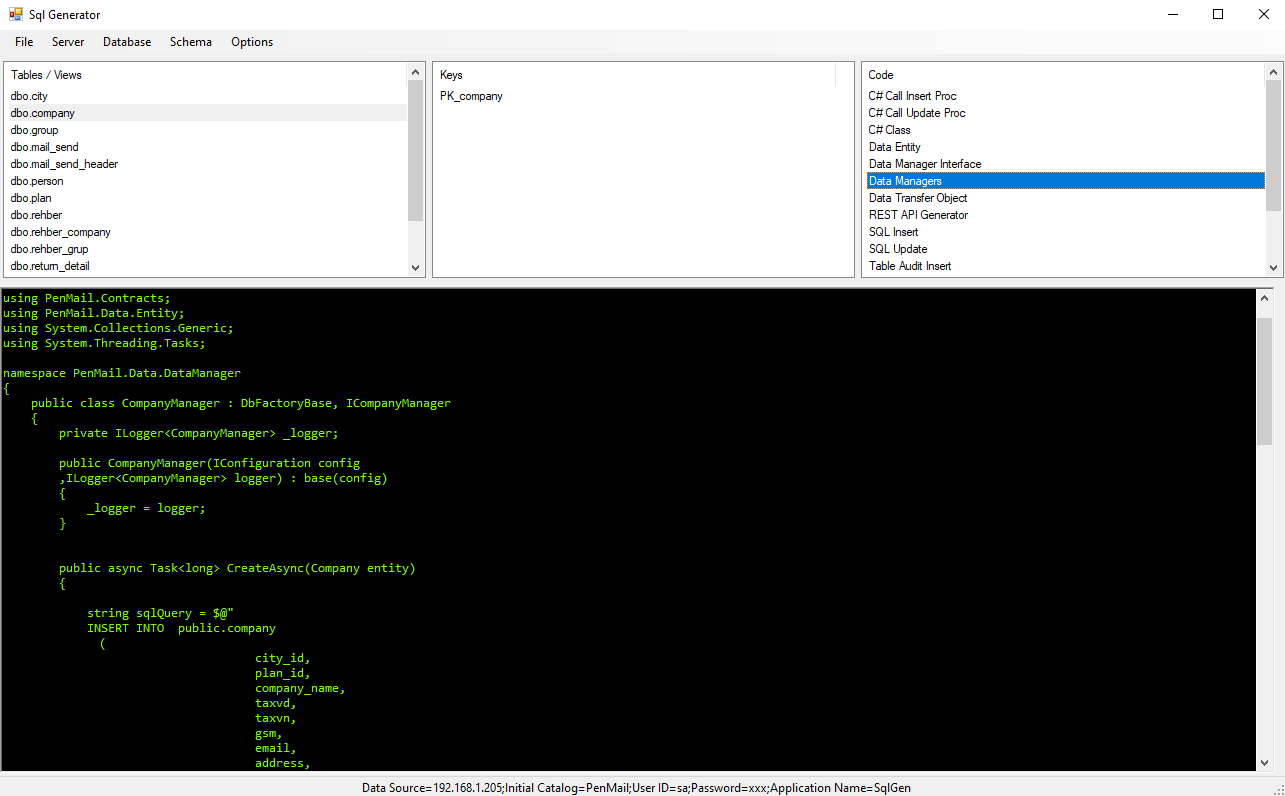 Sql Generator
File Server Database Schema Options
Tables / Views
dbo.city
dbo.company
dbo.group
dbo.mail_send
dbo.mail_send_header
dbo.person
dbo.plan
dbo.rehber
dbo.rehber_company
dbo.rehber_grup
dbo.return_detail
Keys
PK_company
Code
C# Call Insert Proc
C# Call Update Proc
C# Class
Data Entity
Data Manager Interface
Data Managers
Data Transfer Object
REST API Generator
SQL Insert
SQL Update
Table Audit Insert
using PenMail.Contracts;
using PenMail.Data.Entity;
using System.Collections.Generic;
using System.Threading.Tasks;
namespace PenMail.Data.DataManager
{
public class CompanyManager : DbFactoryBase, ICompanyManager
{
private ILogger<CompanyManager> _logger;
public CompanyManager(IConfiguration config
,ILogger<CompanyManager> logger) : base(config)
{
_logger = logger;
}
public async Task<long> CreateAsync(Company entity)
{
string sqlQuery = $@"
INSERT INTO  public.company
(
city_id,
plan_id,
company_name,
taxvd,
taxvn,
gsm,
email,
address,
Data Source=192.168.1.205;Initial Catalog=PenMail;User ID=sa;Password=xxx;Application Name=SqlGen